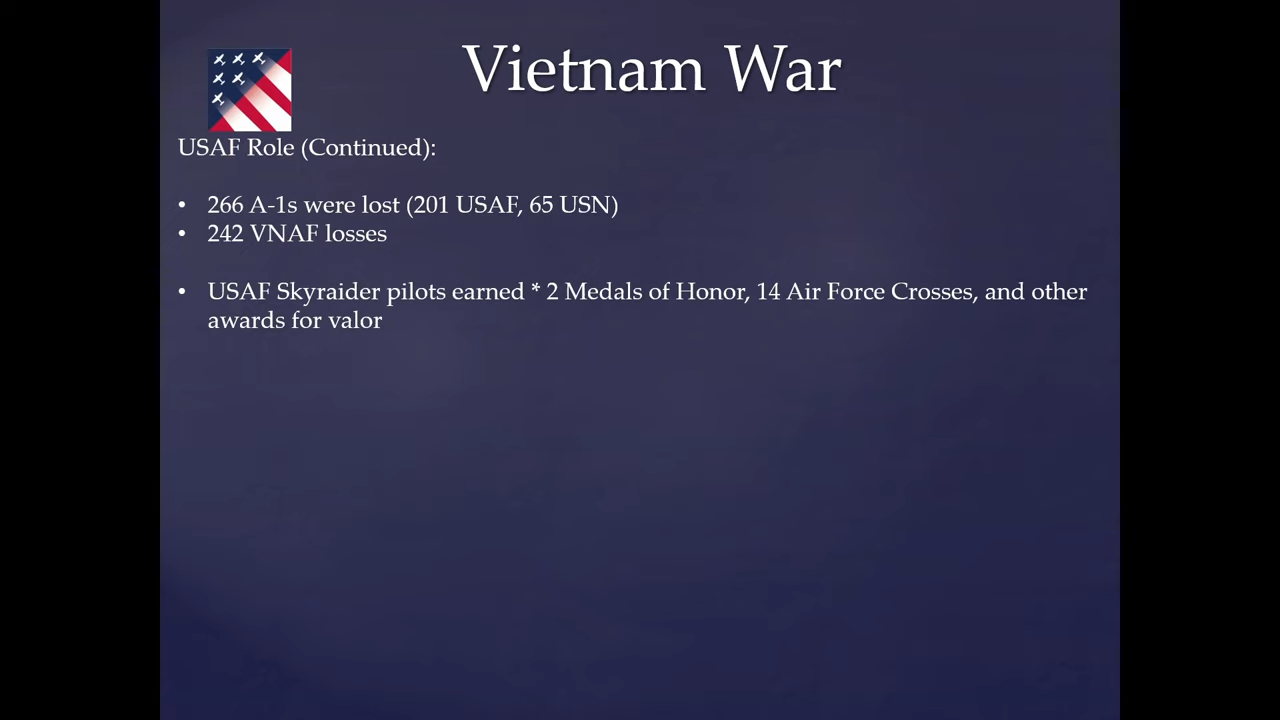 Vietnam War
USAF Role (Continued):
• 266 A-1s were lost (201 USAF, 65 USN)
• 242 VNAF losses
• USAF Skyraider pilots earned * 2 Medals of Honor, 14 Air Force Crosses, and other
awards for valor